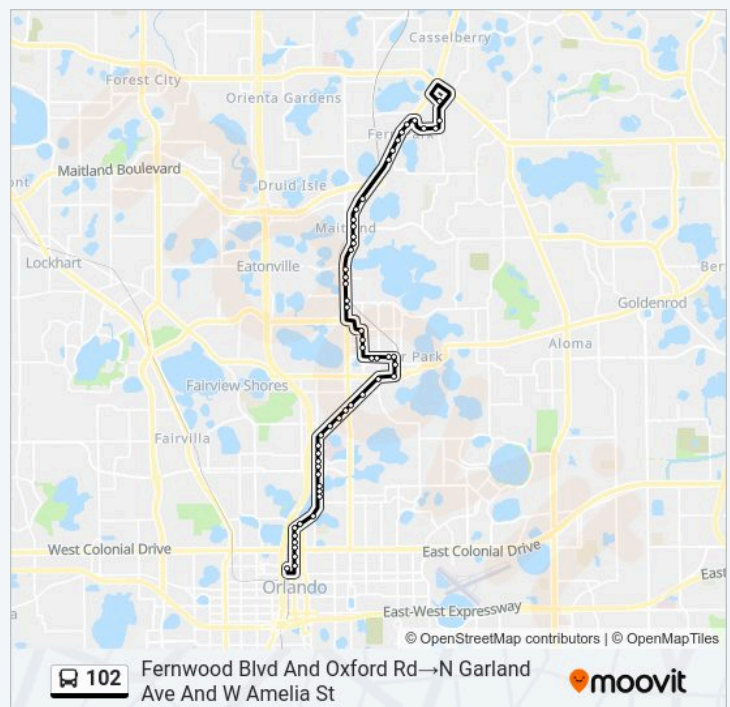 Casselberry
Forest City
Orienta Gardens
Maitland Boulevard
Druid Isle
Lockhart
Eatonville
Goldenrod
Aloma
Fairview Shores
Fairvilla
West Colonial Drive
East Colonial Drive
East
Orlando
East-West Expressway
© OpenStreetMap contributors | © OpenMapTiles
102
Fernwood Blvd And Oxford Rd→N Garland
Ave And W Amelia St
moovit